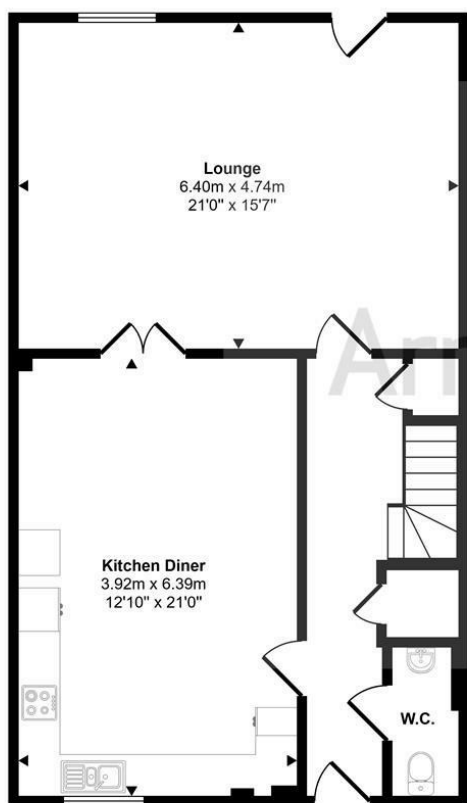 Lounge
6.40m x 4.74m
21'0" x 15'7"
Kitchen Diner
3.92m x 6.39m
12'10" x 21'0"
W.C.